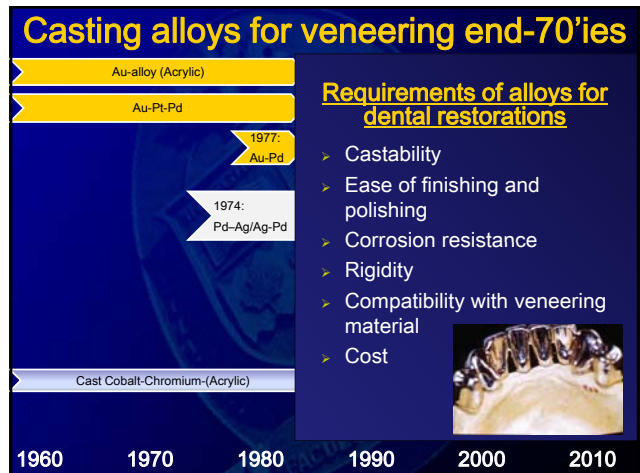 Casting alloys for veneering end-70'ies
Au-alloy (Acrylic)
Au-Pt-Pd
1977:
Au-Pd
1974:
Pd–Ag/Ag-Pd
Cast Cobalt-Chromium-(Acrylic)
Requirements of alloys for
dental restorations
Castability
Ease of finishing and
polishing
Corrosion resistance
Rigidity
Compatibility with veneering
material
Cost
FACUL
1960 1970 1980 1990 2000 2010